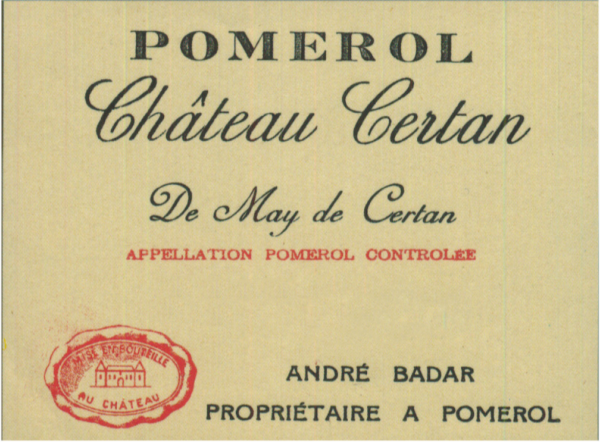 POMEROL
Château Certan
De May de Certan
APPELLATION POMEROL CONTROLÉE
MISE EN BOUTEILLE
AU CHÂTEAU
ANDRÉ BADAR
PROPRIÉTAIRE A POMEROL